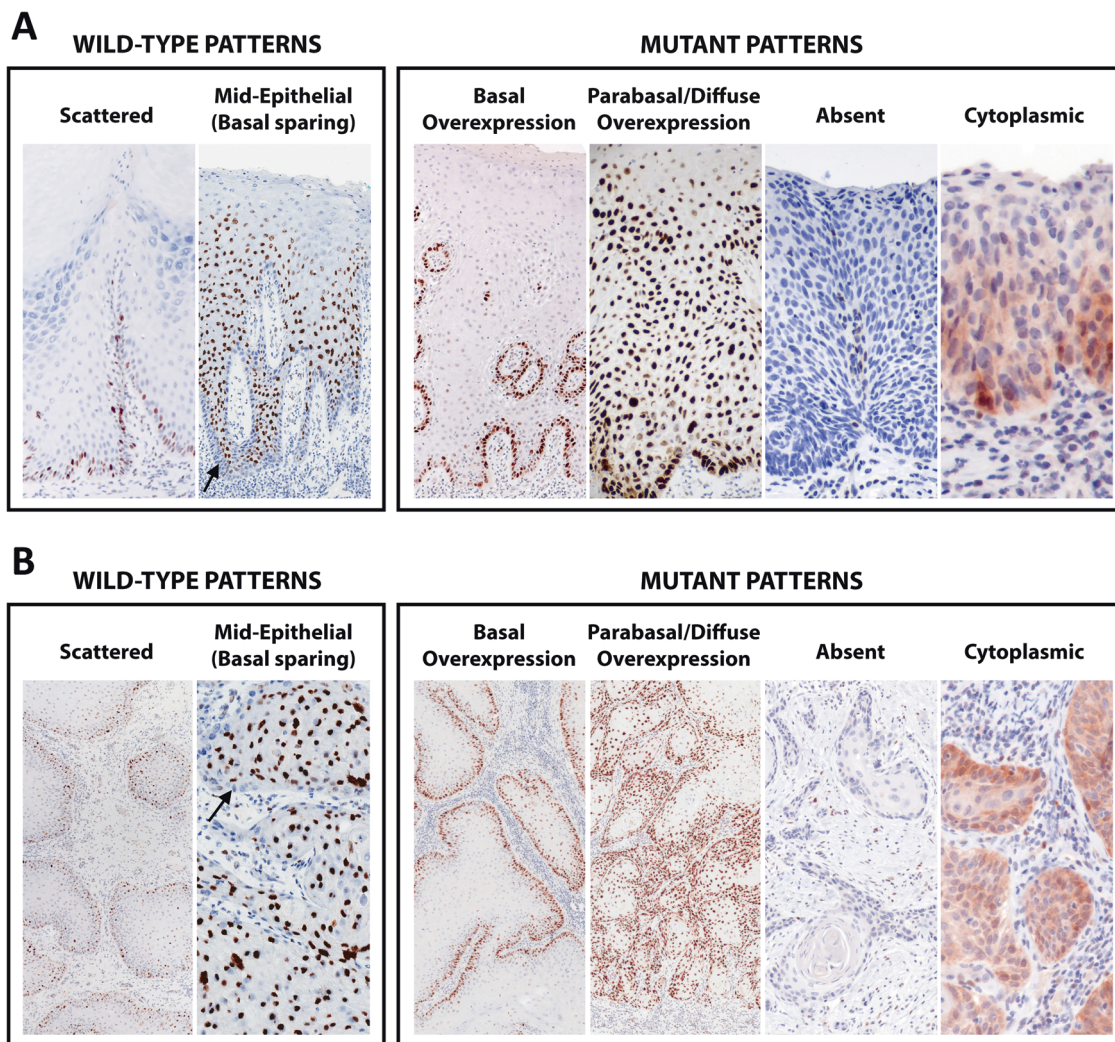 A
WILD-TYPE PATTERNS
MUTANT PATTERNS
Scattered
Mid-Epithelial
(Basal sparing)
Basal
Overexpression
Parabasal/Diffuse
Overexpression
Absent
Cytoplasmic
B
WILD-TYPE PATTERNS
MUTANT PATTERNS
Scattered
Mid-Epithelial
(Basal sparing)
Basal
Overexpression
Parabasal/Diffuse
Overexpression
Absent
Cytoplasmic